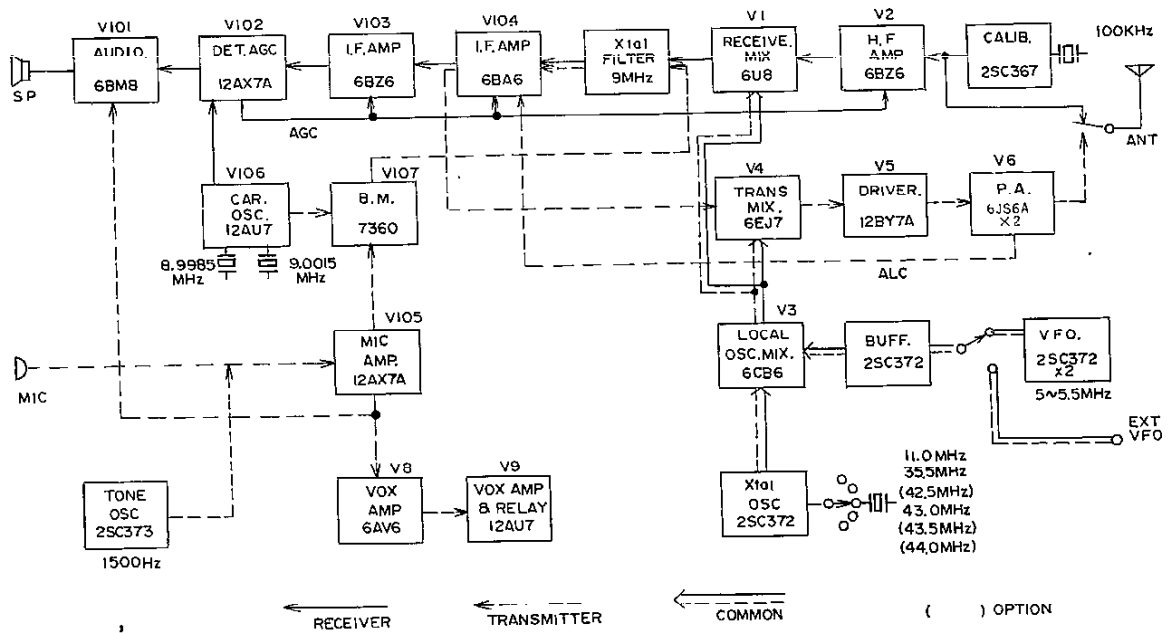 V101
AUDIO.
6BM8
SP
V102
DET.AGC
12AX7A
V103
I.F.AMP
6BZ6
V104
I.F.AMP
6BA6
Xtal
FILTER
9MHz
V1
RECEIVE.
MIX
6U8
V2
H.F
AMP
6BZ6
CALIB.
2SC367
100KHz
ANT
AGC
V106
CAR.
OSC.
12AU7
8.9985
MHz
9.0015
MHz
V107
B.M.
7360
V4
TRANS
MIX.
6EJ7
V5
DRIVER.
12BY7A
V6
P.A.
6JS6A
X2
ALC
V105
MIC
AMP.
12AX7A
MIC
V3
LOCAL
OSC.MIX.
6CB6
BUFF.
2SC372
VFO.
2SC372
X2
5~5.5MHz
EXT
VFO
TONE
OSC
2SC373
1500Hz
V8
VOX
AMP
6AV6
V9
VOX AMP
& RELAY
12AU7
Xtal
OSC
2SC372
11.0MHz
35.5MHz
(42.5MHz)
43.0MHz
(43.5MHz)
(44.0MHz)
RECEIVER
TRANSMITTER
COMMON
( ) OPTION